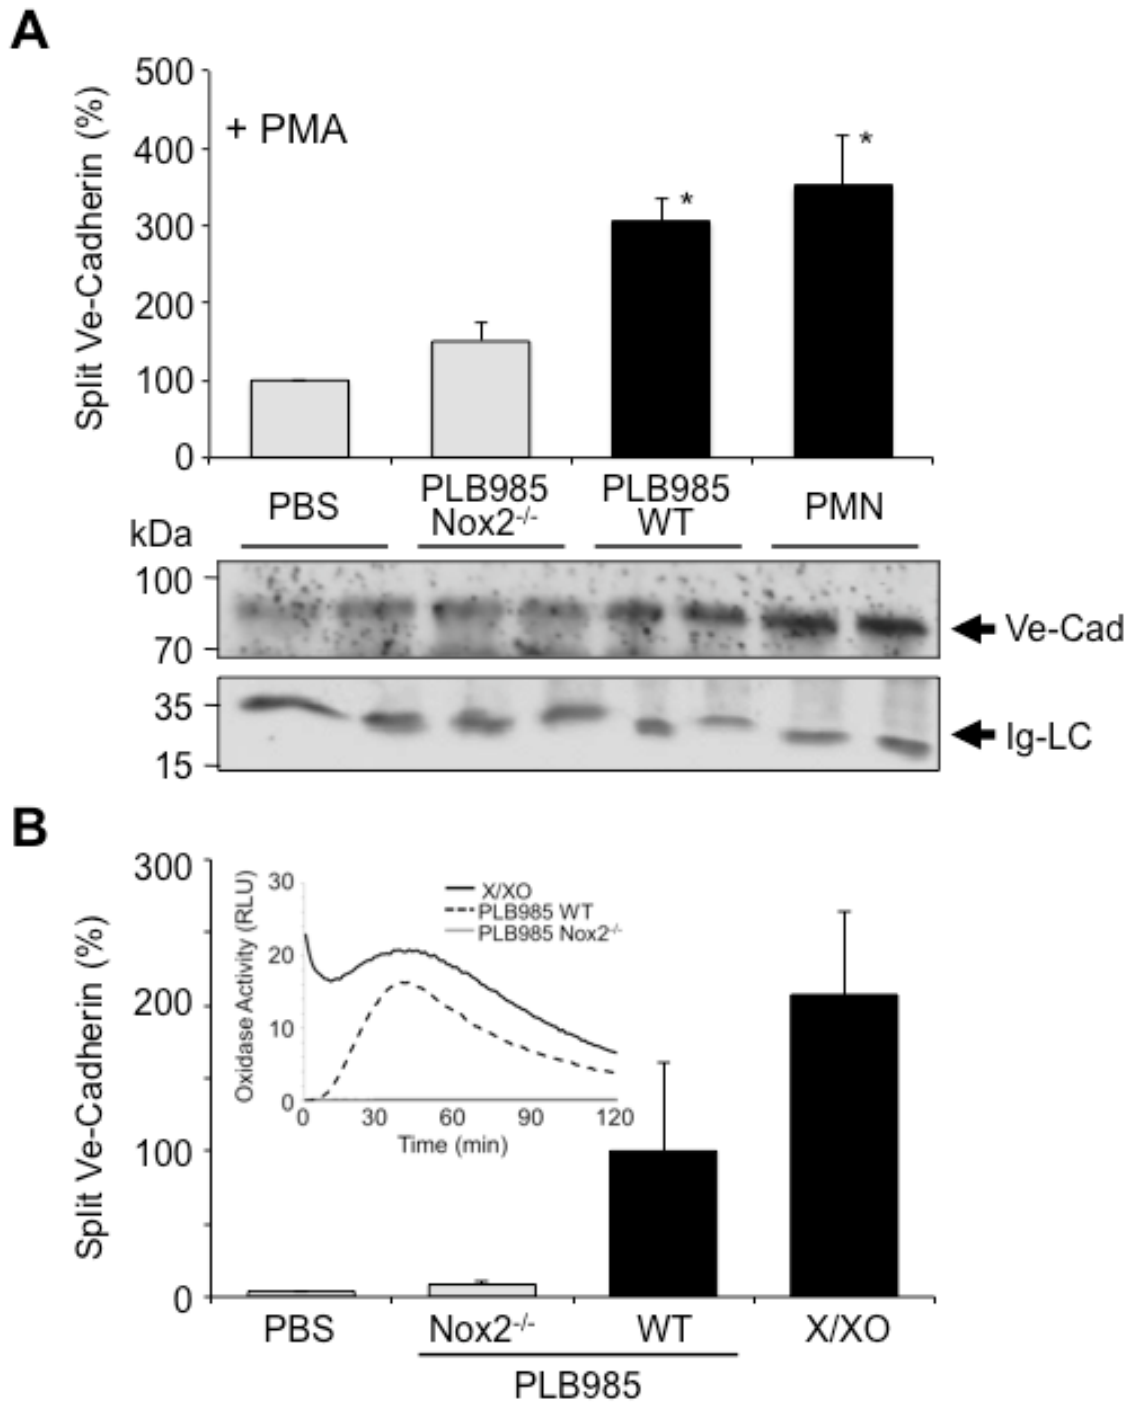 A
500
400
300
200
100
0
Split Ve-Cadherin (%)
+ PMA
*
*
PBS
PLB985
Nox2-/-
PLB985
WT
PMN
kDa
100
70
Ve-Cad
35
15
Ig-LC
B
300
200
100
0
Split Ve-Cadherin (%)
30
20
10
0
Oxidase Activity (RLU)
X/XO
PLB985 WT
PLB985 Nox2-/-
0 30 60 90 120
Time (min)
PBS Nox2-/- WT X/XO
PLB985